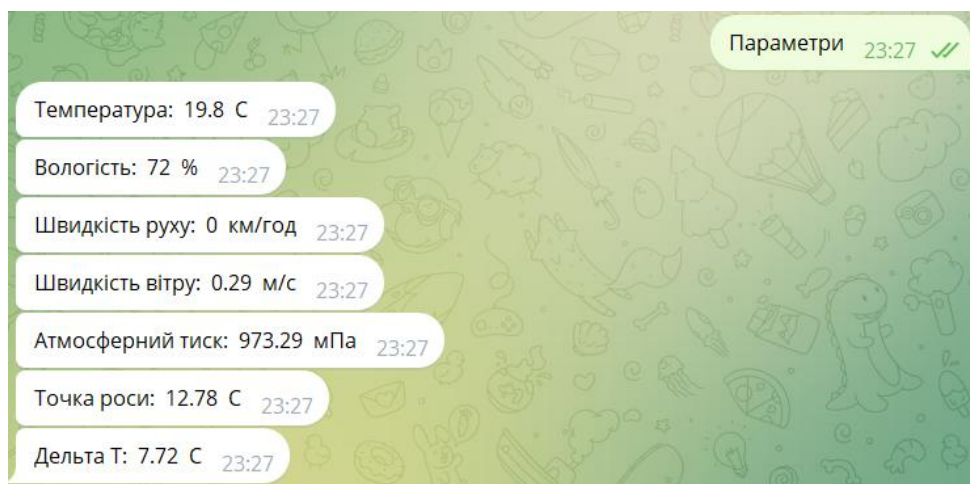 Параметри 23:27
Температура: 19.8 С 23:27
Вологість: 72 % 23:27
Швидкість руху: 0 км/год 23:27
Швидкість вітру: 0.29 м/с 23:27
Атмосферний тиск: 973.29 мПа 23:27
Точка роси: 12.78 С 23:27
Дельта Т: 7.72 С 23:27